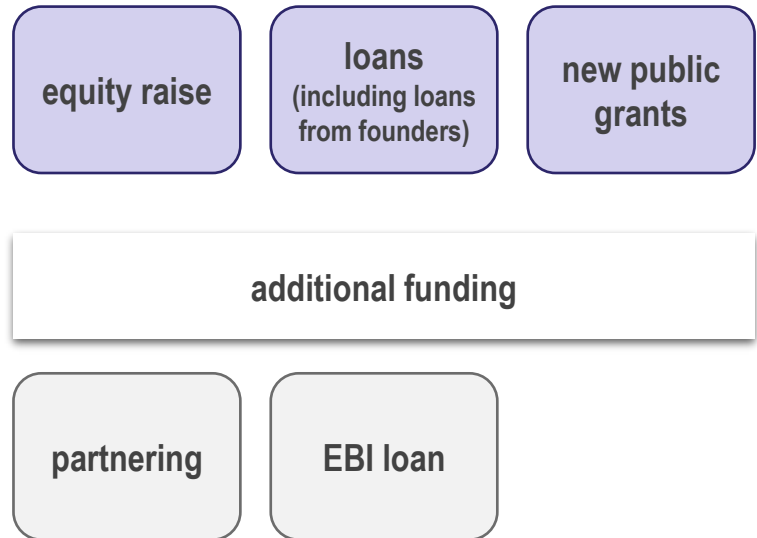 equity raise
loans
(including loans
from founders)
new public
grants
additional funding
partnering
EBI loan